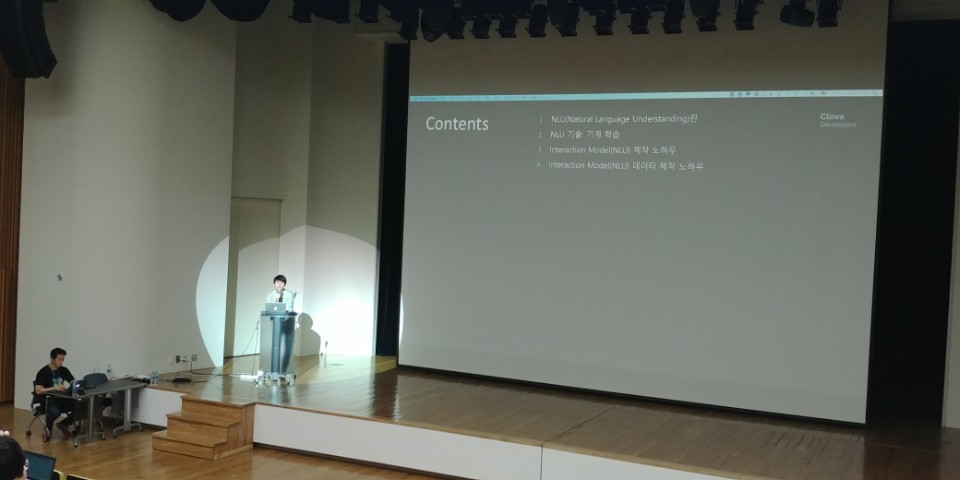 Contents
1 NLU(Natural Language Understanding)란
2 NLU 기술: 기계 학습
3 Interaction Model(NLU) 제작 노하우
4 Interaction Model(NLU) 데이터 제작 노하우
Clova
Developers